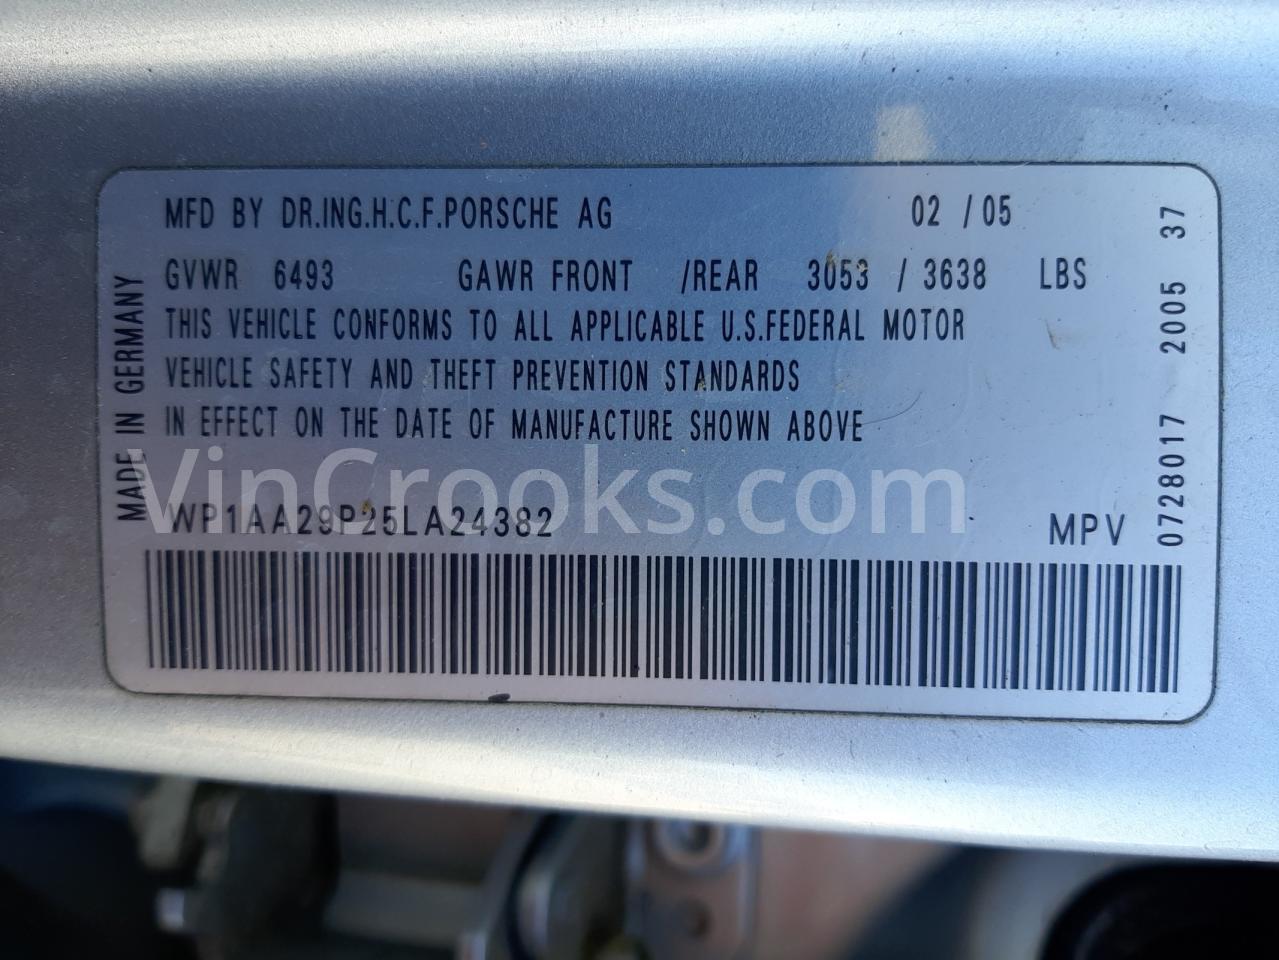 MFD BY DR.ING.H.C.F.PORSCHE AG 02 /05
GVWR 6493 GAWR FRONT /REAR 3053 / 3638 LBS
THIS VEHICLE CONFORMS TO ALL APPLICABLE U.S.FEDERAL MOTOR
VEHICLE SAFETY AND THEFT PREVENTION STANDARDS
IN EFFECT ON THE DATE OF MANUFACTURE SHOWN ABOVE
WP1AA29P25LA24382 MPV
MADE IN GERMANY
0728017 2005 37
VinCrooks.com